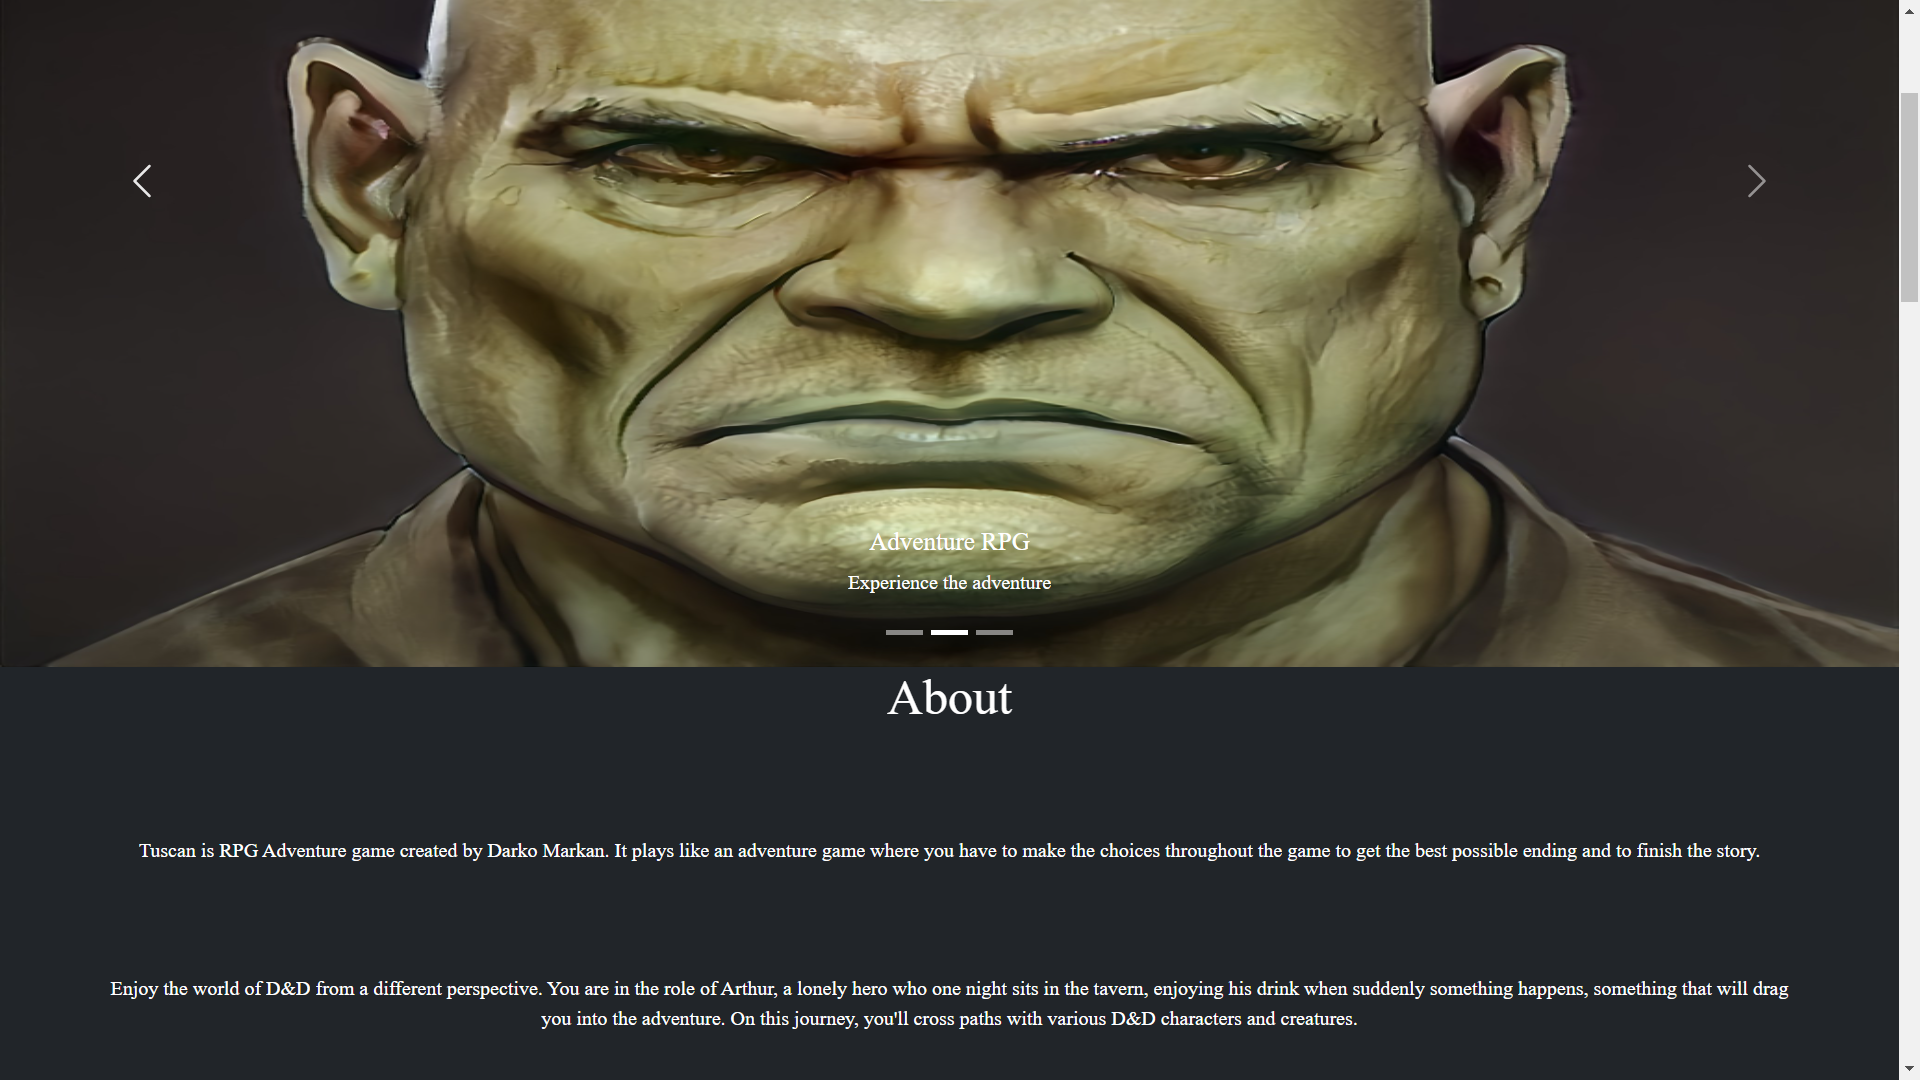 Adventure RPG
Experience the adventure
About
Tuscan is RPG Adventure game created by Darko Markan. It plays like an adventure game where you have to make the choices throughout the game to get the best possible ending and to finish the story.
Enjoy the world of D&D from a different perspective. You are in the role of Arthur, a lonely hero who one night sits in the tavern, enjoying his drink when suddenly something happens, something that will drag
you into the adventure. On this journey, you'll cross paths with various D&D characters and creatures.